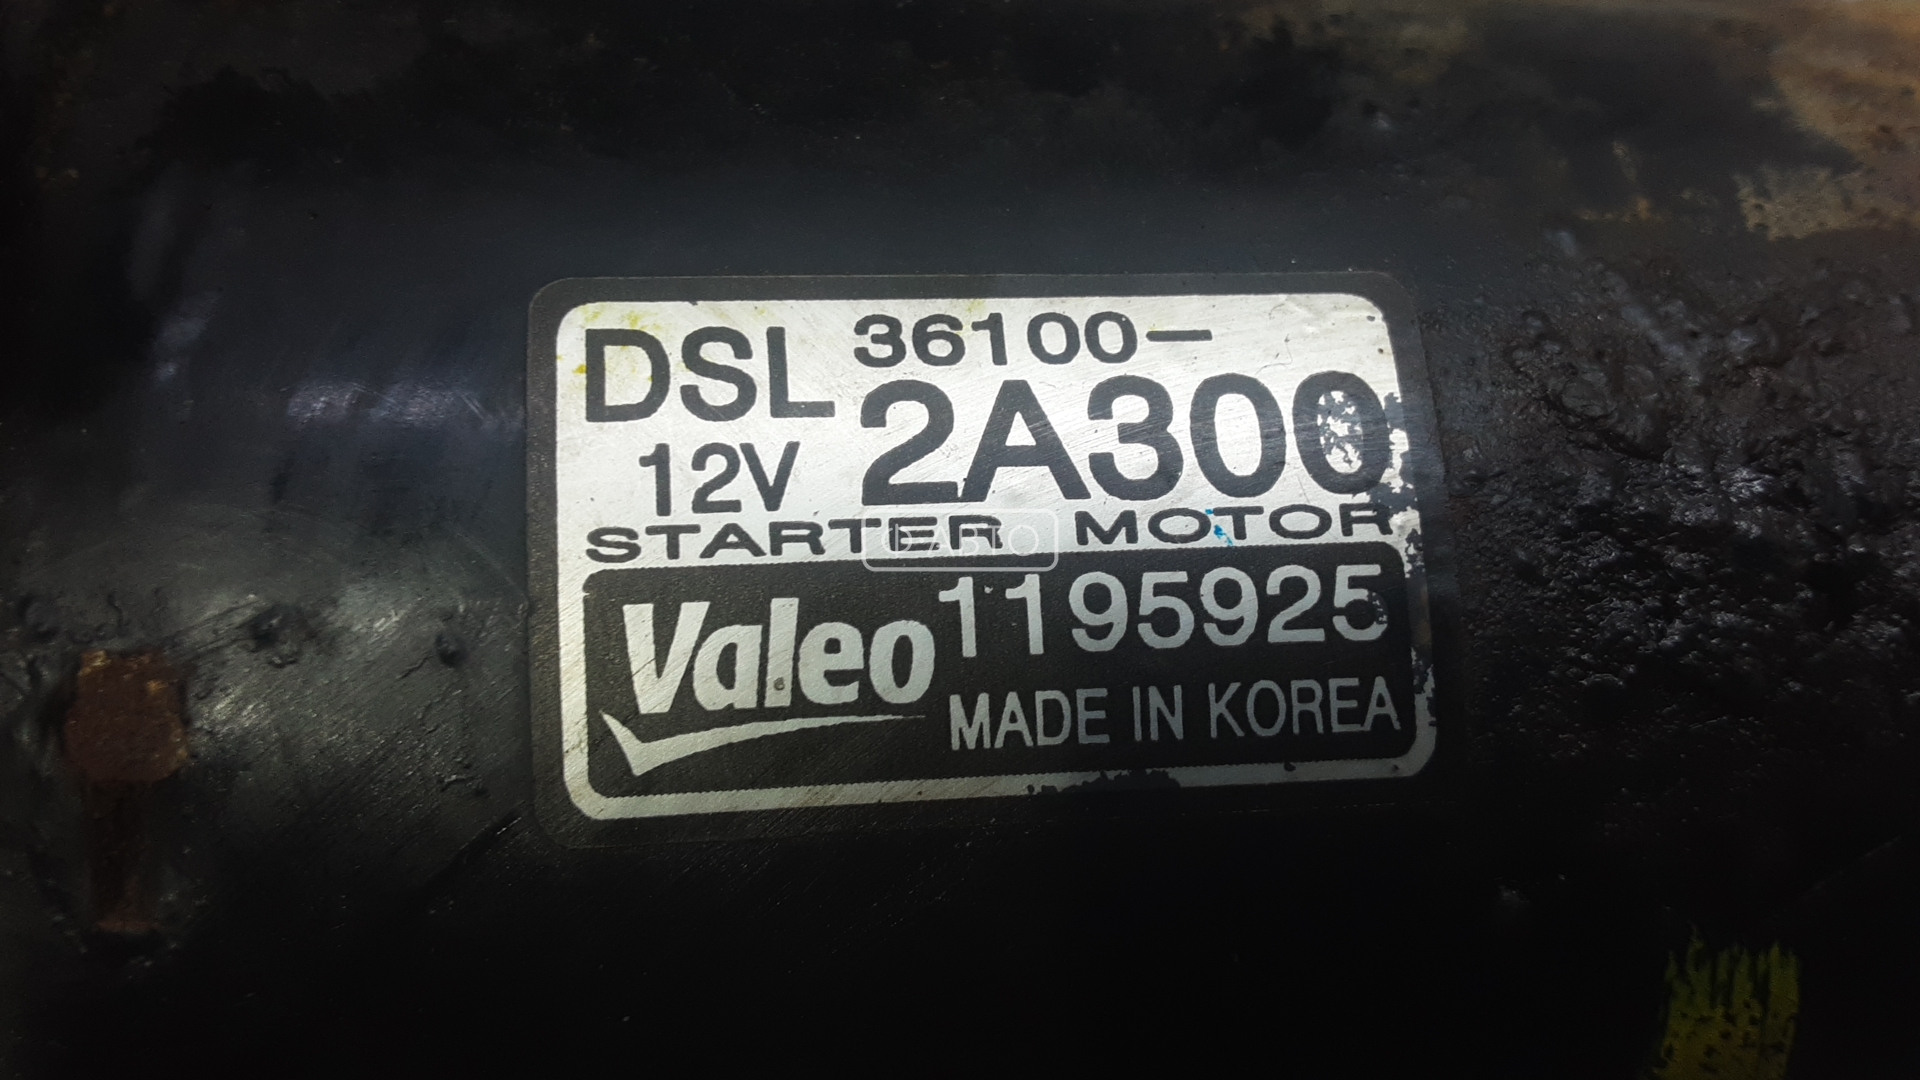 DSL 36100-
12V 2A300
STARTER MOTOR
Valeo 1195925
MADE IN KOREA